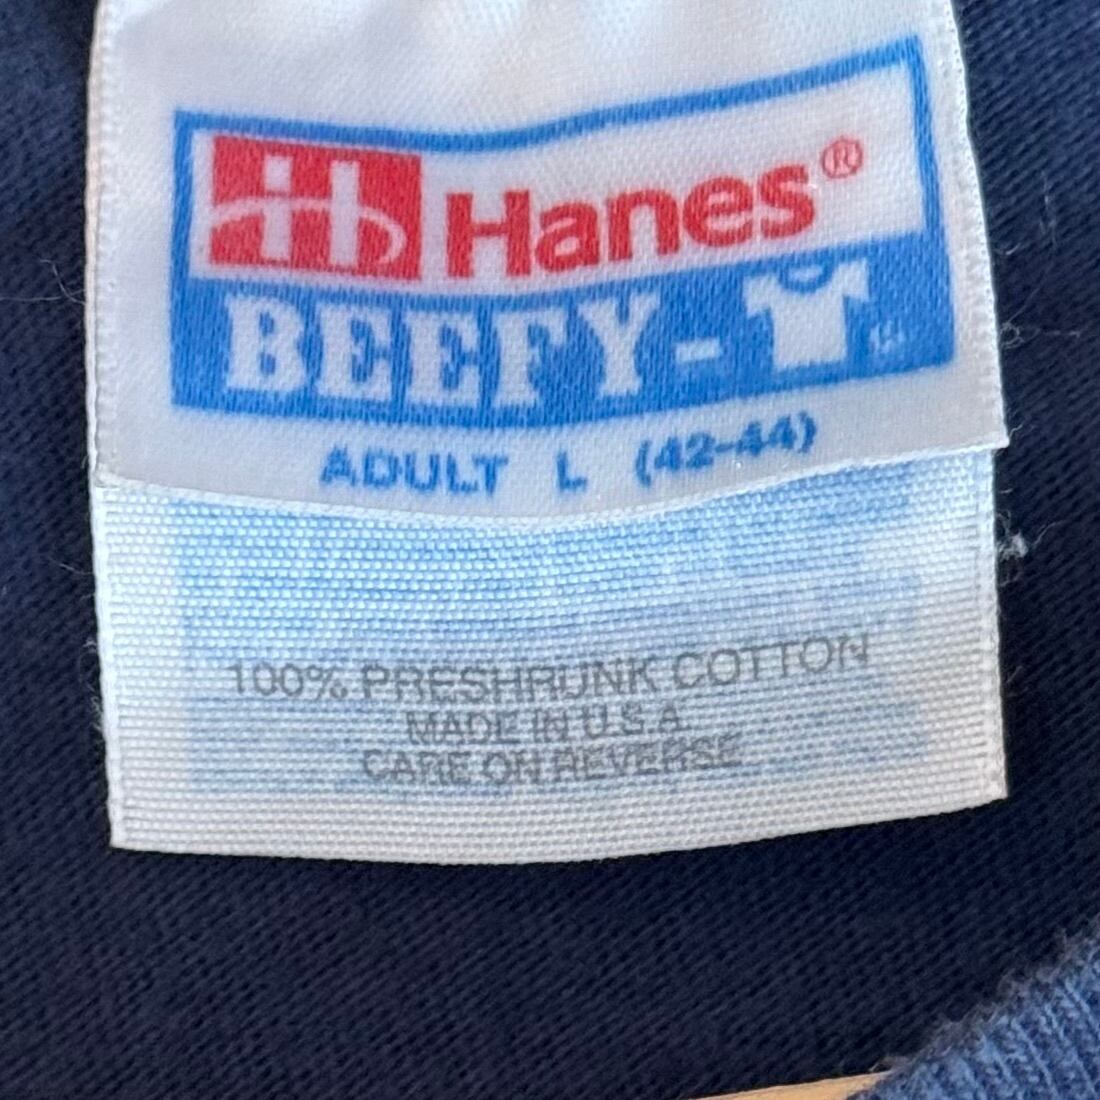 Hanes®
BEEFY-
ADULT L (42-44)
100% PRESHRUNK COTTON
MADE IN U.S.A.
CARE ON REVERSE